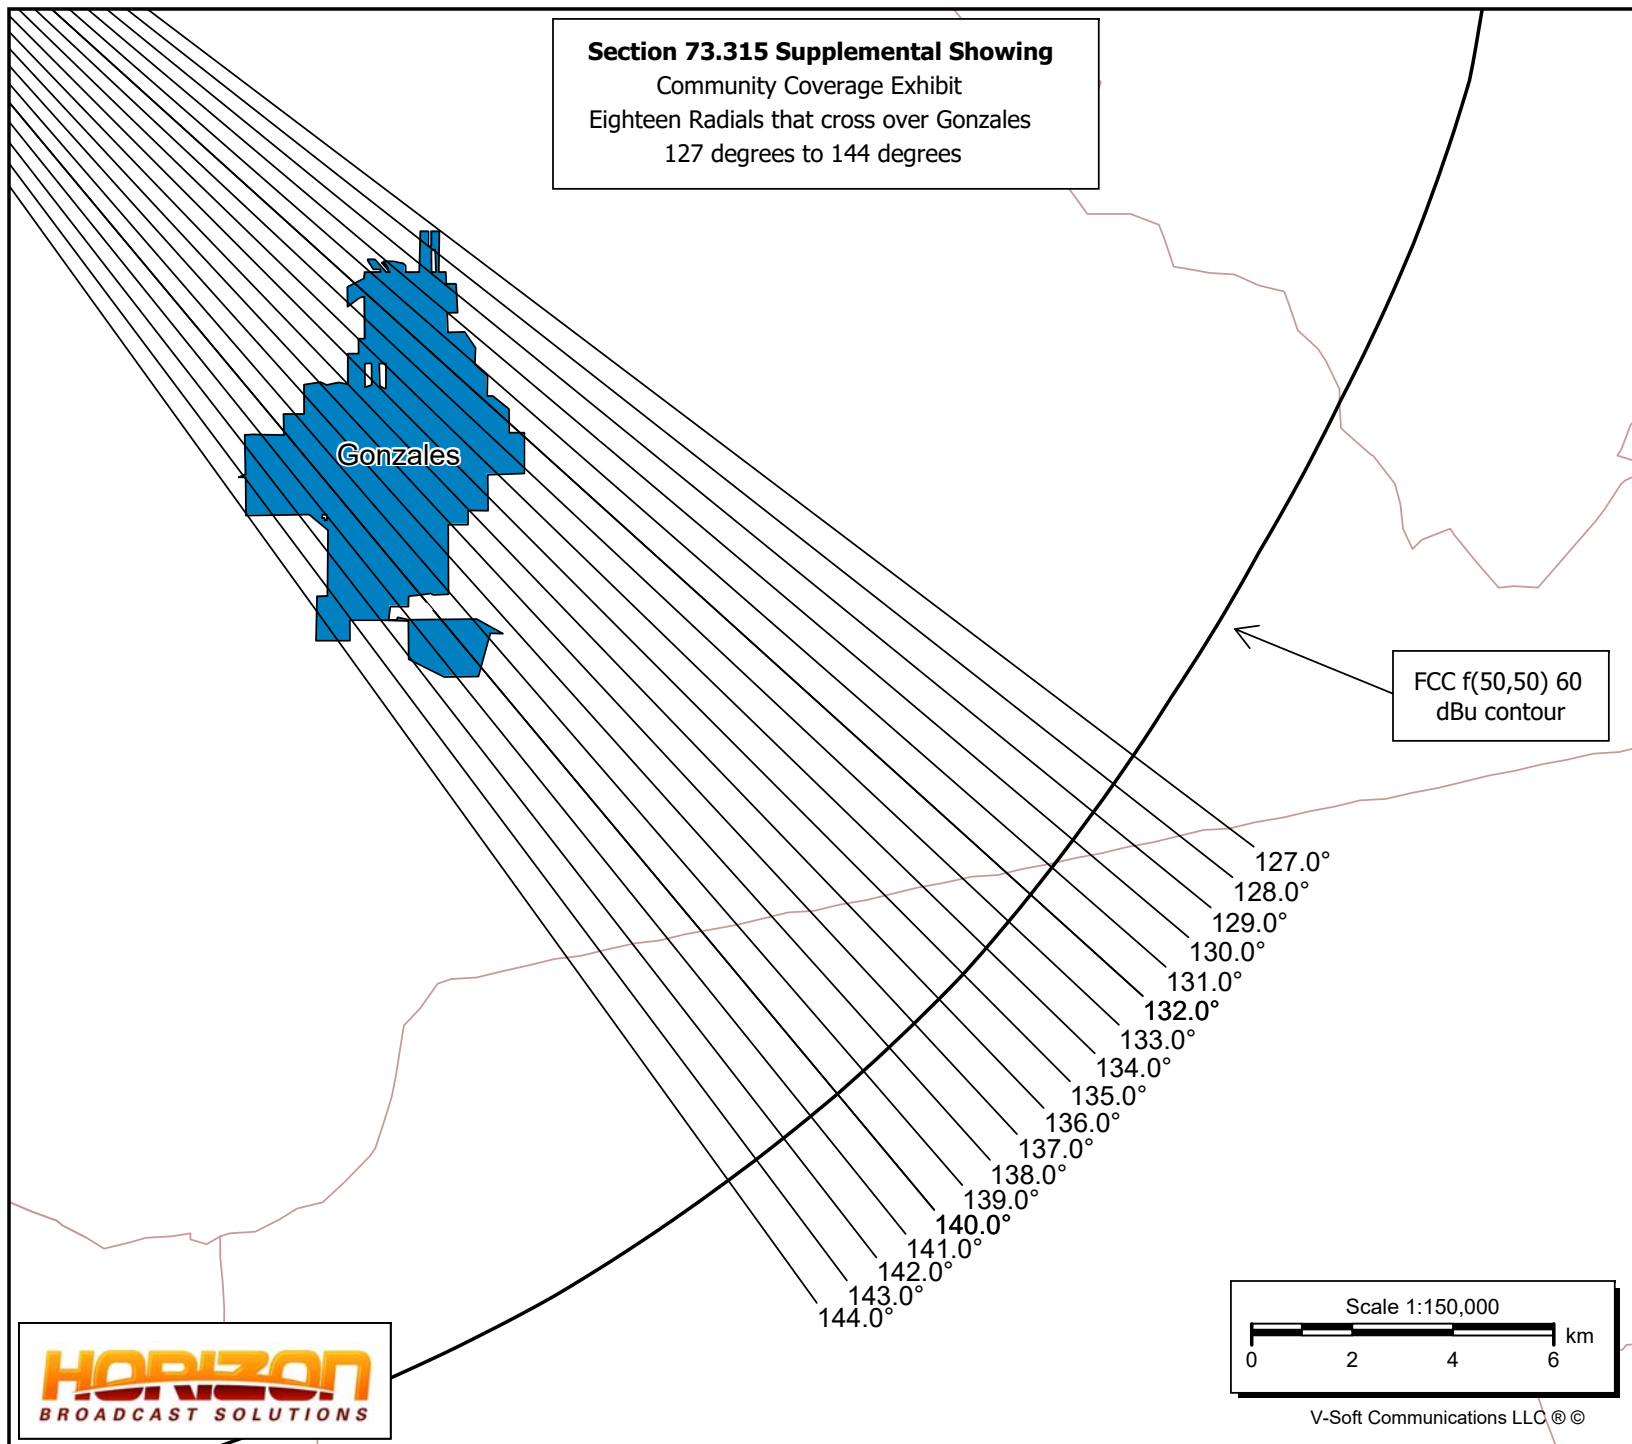 Section 73.315 Supplemental Showing
Community Coverage Exhibit
Eighteen Radials that cross over Gonzales
127 degrees to 144 degrees
Gonzales
FCC f(50,50) 60
dBu contour
127.0°
128.0°
129.0°
130.0°
131.0°
132.0°
133.0°
134.0°
135.0°
136.0°
137.0°
138.0°
139.0°
140.0°
141.0°
142.0°
143.0°
144.0°
Scale 1:150,000
km
0 2 4 6
V-Soft Communications LLC ® ©
HORIZON
BROADCAST SOLUTIONS